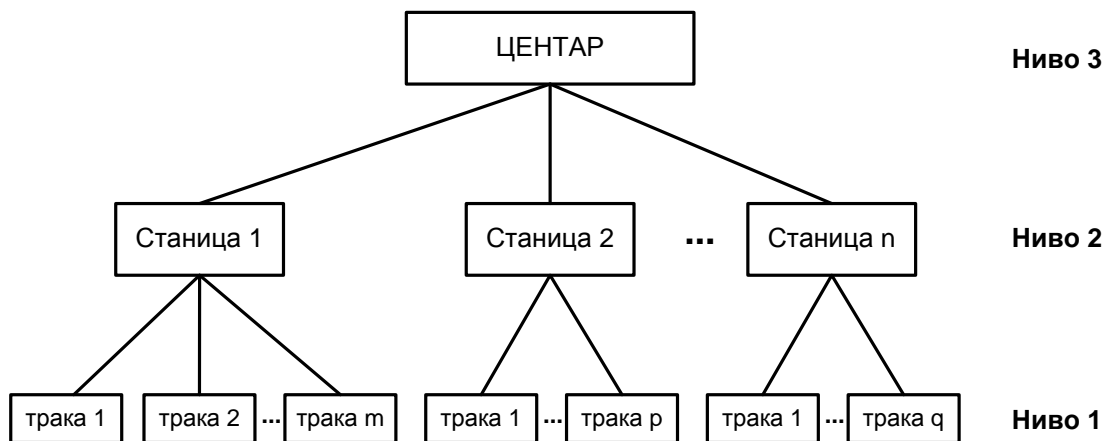 ЦЕНТАР
Ниво 3
Станица 1
Станица 2
...
Станица n
Ниво 2
трака 1
трака 2
...
трака m
трака 1
...
трака p
трака 1
...
трака q
Ниво 1